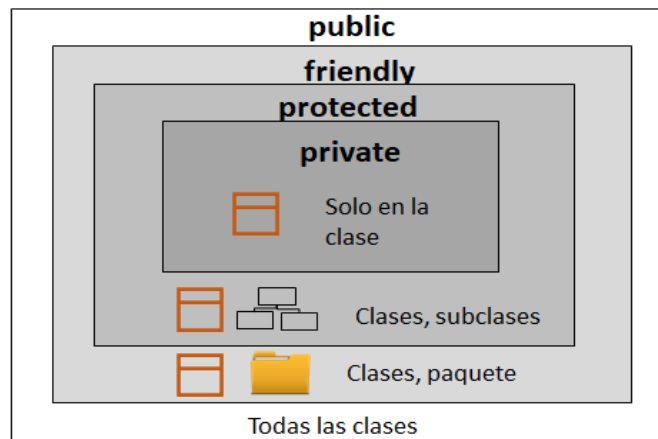 public
friendly
protected
private
Solo en la
clase
Clases, subclases
Clases, paquete
Todas las clases